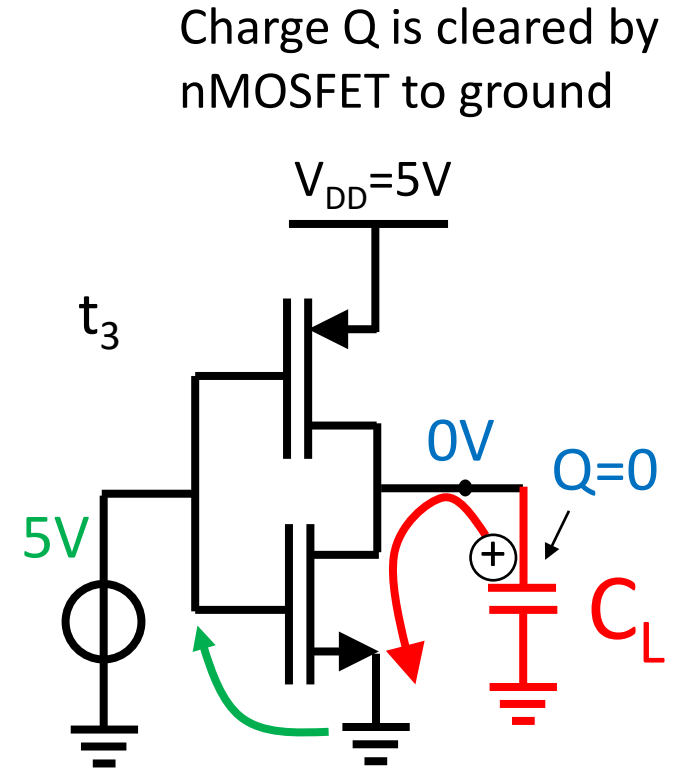 Charge Q is cleared by
nMOSFET to ground
V_DD=5V
t_3
0V
Q=0
5V
+
C_L